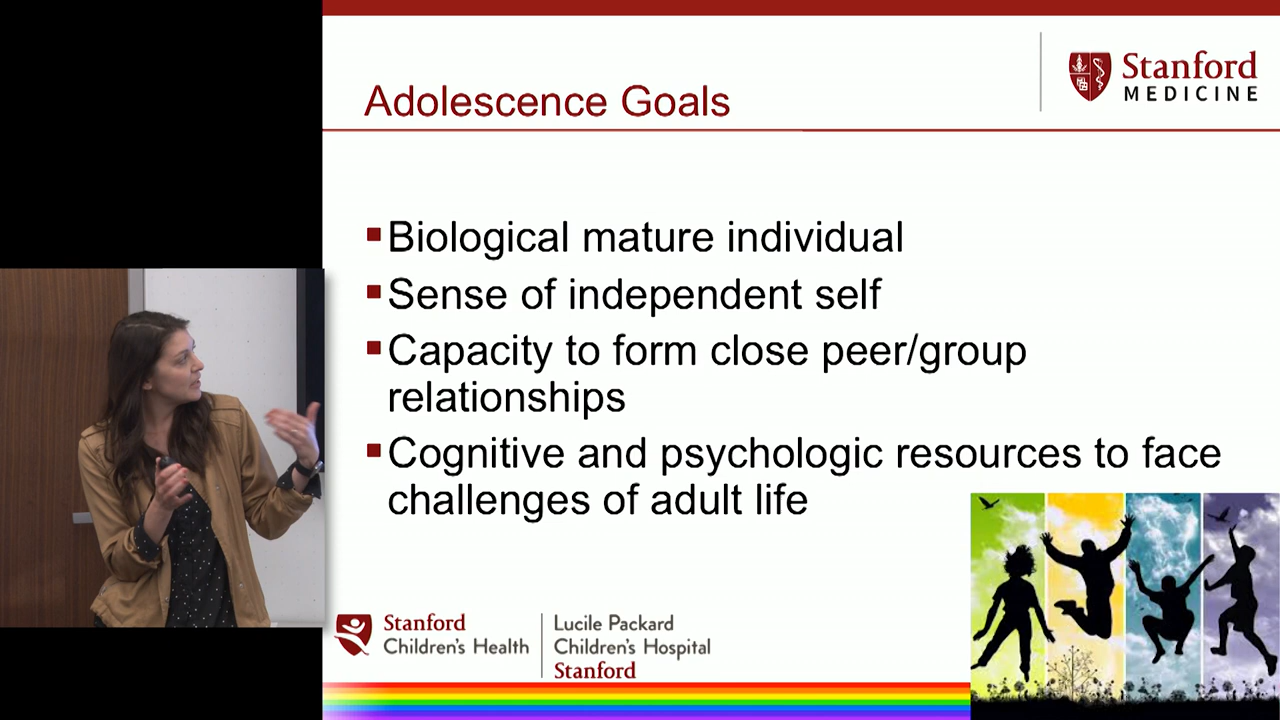 Stanford
MEDICINE
Adolescence Goals
Biological mature individual
Sense of independent self
Capacity to form close peer/group
relationships
Cognitive and psychologic resources to face
challenges of adult life
Stanford
Children's Health
Lucile Packard
Children's Hospital
Stanford